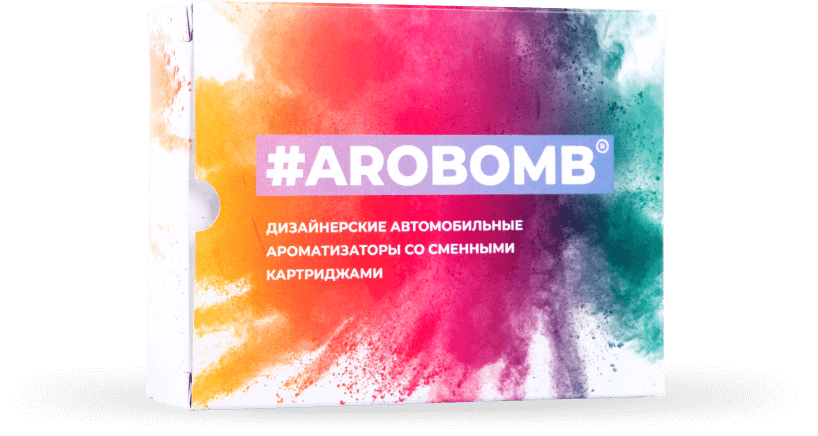 #AROBOMB®
ДИЗАЙНЕРСКИЕ АВТОМОБИЛЬНЫЕ
АРОМАТИЗАТОРЫ СО СМЕННЫМИ
КАРТРИДЖАМИ